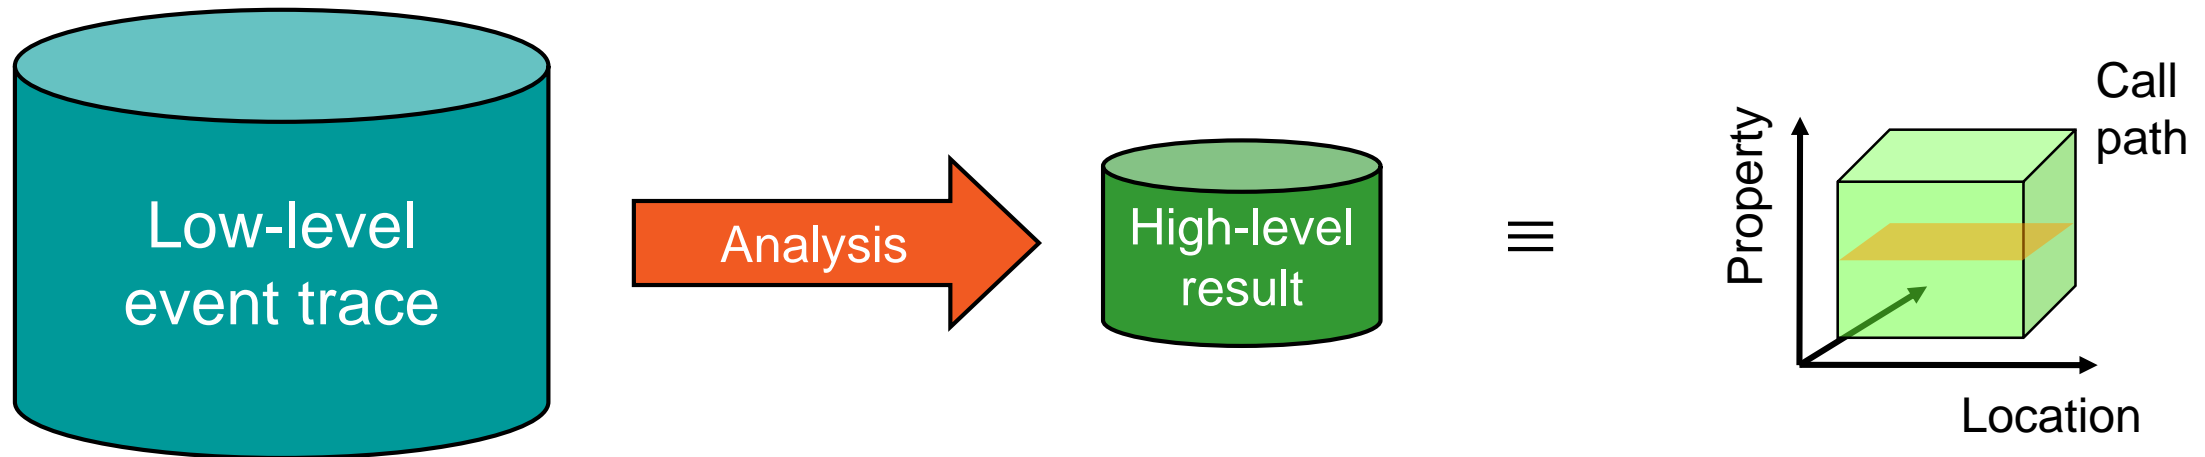 Low-level
event trace
Analysis
High-level
result
≡
Property
Call
path
Location